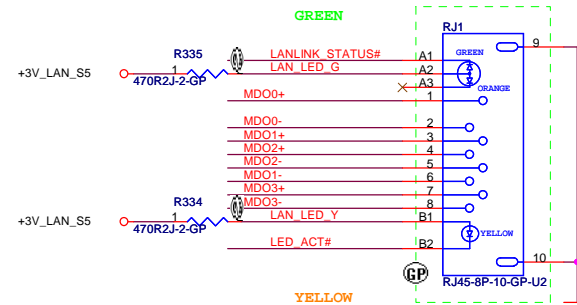 GREEN
RJ1
R335
LANLINK_STATUS#
A1
GREEN
9
+3V_LAN_S5
1
LAN_LED_G
A2
470R2J-2-GP
A3
ORANGE
MDO0+
1
MDO0-
2
MDO1+
3
MDO2+
4
MDO2-
5
MDO1-
6
MDO3+
7
R334
MDO3-
8
+3V_LAN_S5
1
LAN_LED_Y
B1
470R2J-2-GP
YELLOW
LED_ACT#
B2
10
GP
RJ45-8P-10-GP-U2
YELLOW